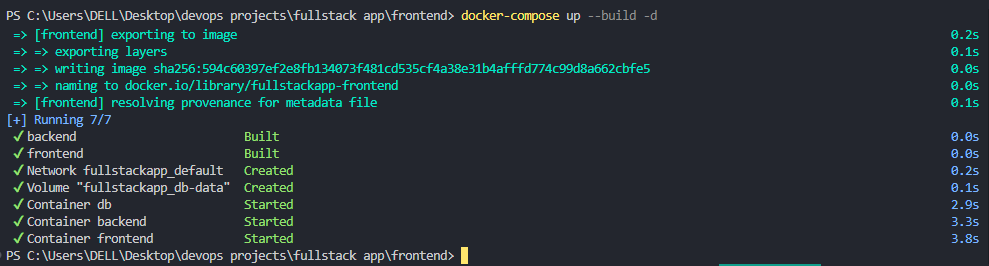 PS C:\Users\DELL\Desktop\devops projects\fullstack app\frontend> docker-compose up --build -d
=> [frontend] exporting to image 0.2s
=> => exporting layers 0.1s
=> => writing image sha256:594c60397ef2e8fb134073f481cd535cf4a38e31b4afffd774c99d8a662cbfe5 0.0s
=> => naming to docker.io/library/fullstackapp-frontend 0.0s
=> [frontend] resolving provenance for metadata file 0.1s
[+] Running 7/7
✔ backend Built 0.0s
✔ frontend Built 0.0s
✔ Network fullstackapp_default Created 0.2s
✔ Volume "fullstackapp_db-data" Created 0.1s
✔ Container db Started 2.9s
✔ Container backend Started 3.3s
✔ Container frontend Started 3.8s
PS C:\Users\DELL\Desktop\devops projects\fullstack app\frontend>